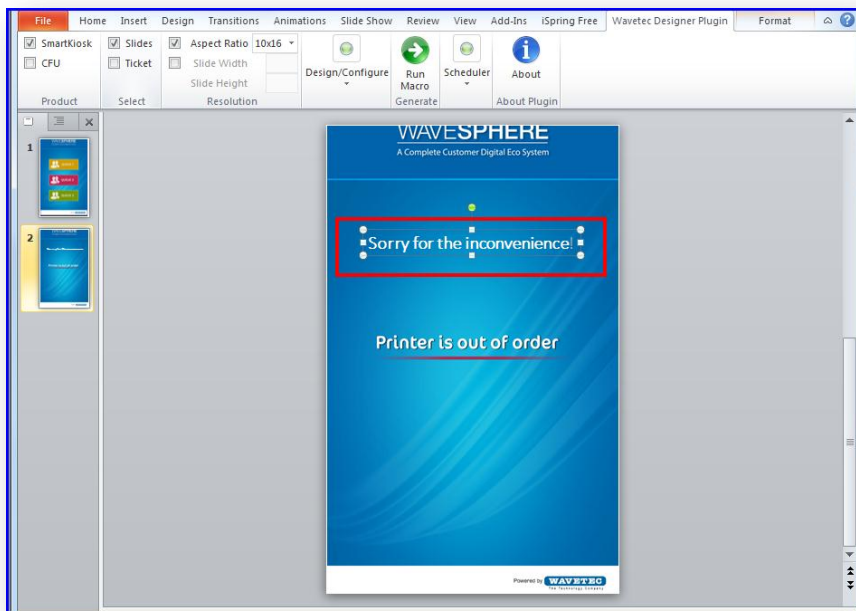 File Home Insert Design Transitions Animations Slide Show Review View Add-Ins iSpring Free Wavetec Designer Plugin Format
SmartKiosk Slides Aspect Ratio 10x16
CFU Ticket Slide Width
Slide Height
Design/Configure Run Macro Scheduler About
Product Select Resolution Generate About Plugin
1
2
WAVESPHERE
A Complete Customer Digital Eco System
Sorry for the inconvenience!
Printer is out of order
Powered by WAVETEC
The Technology Company